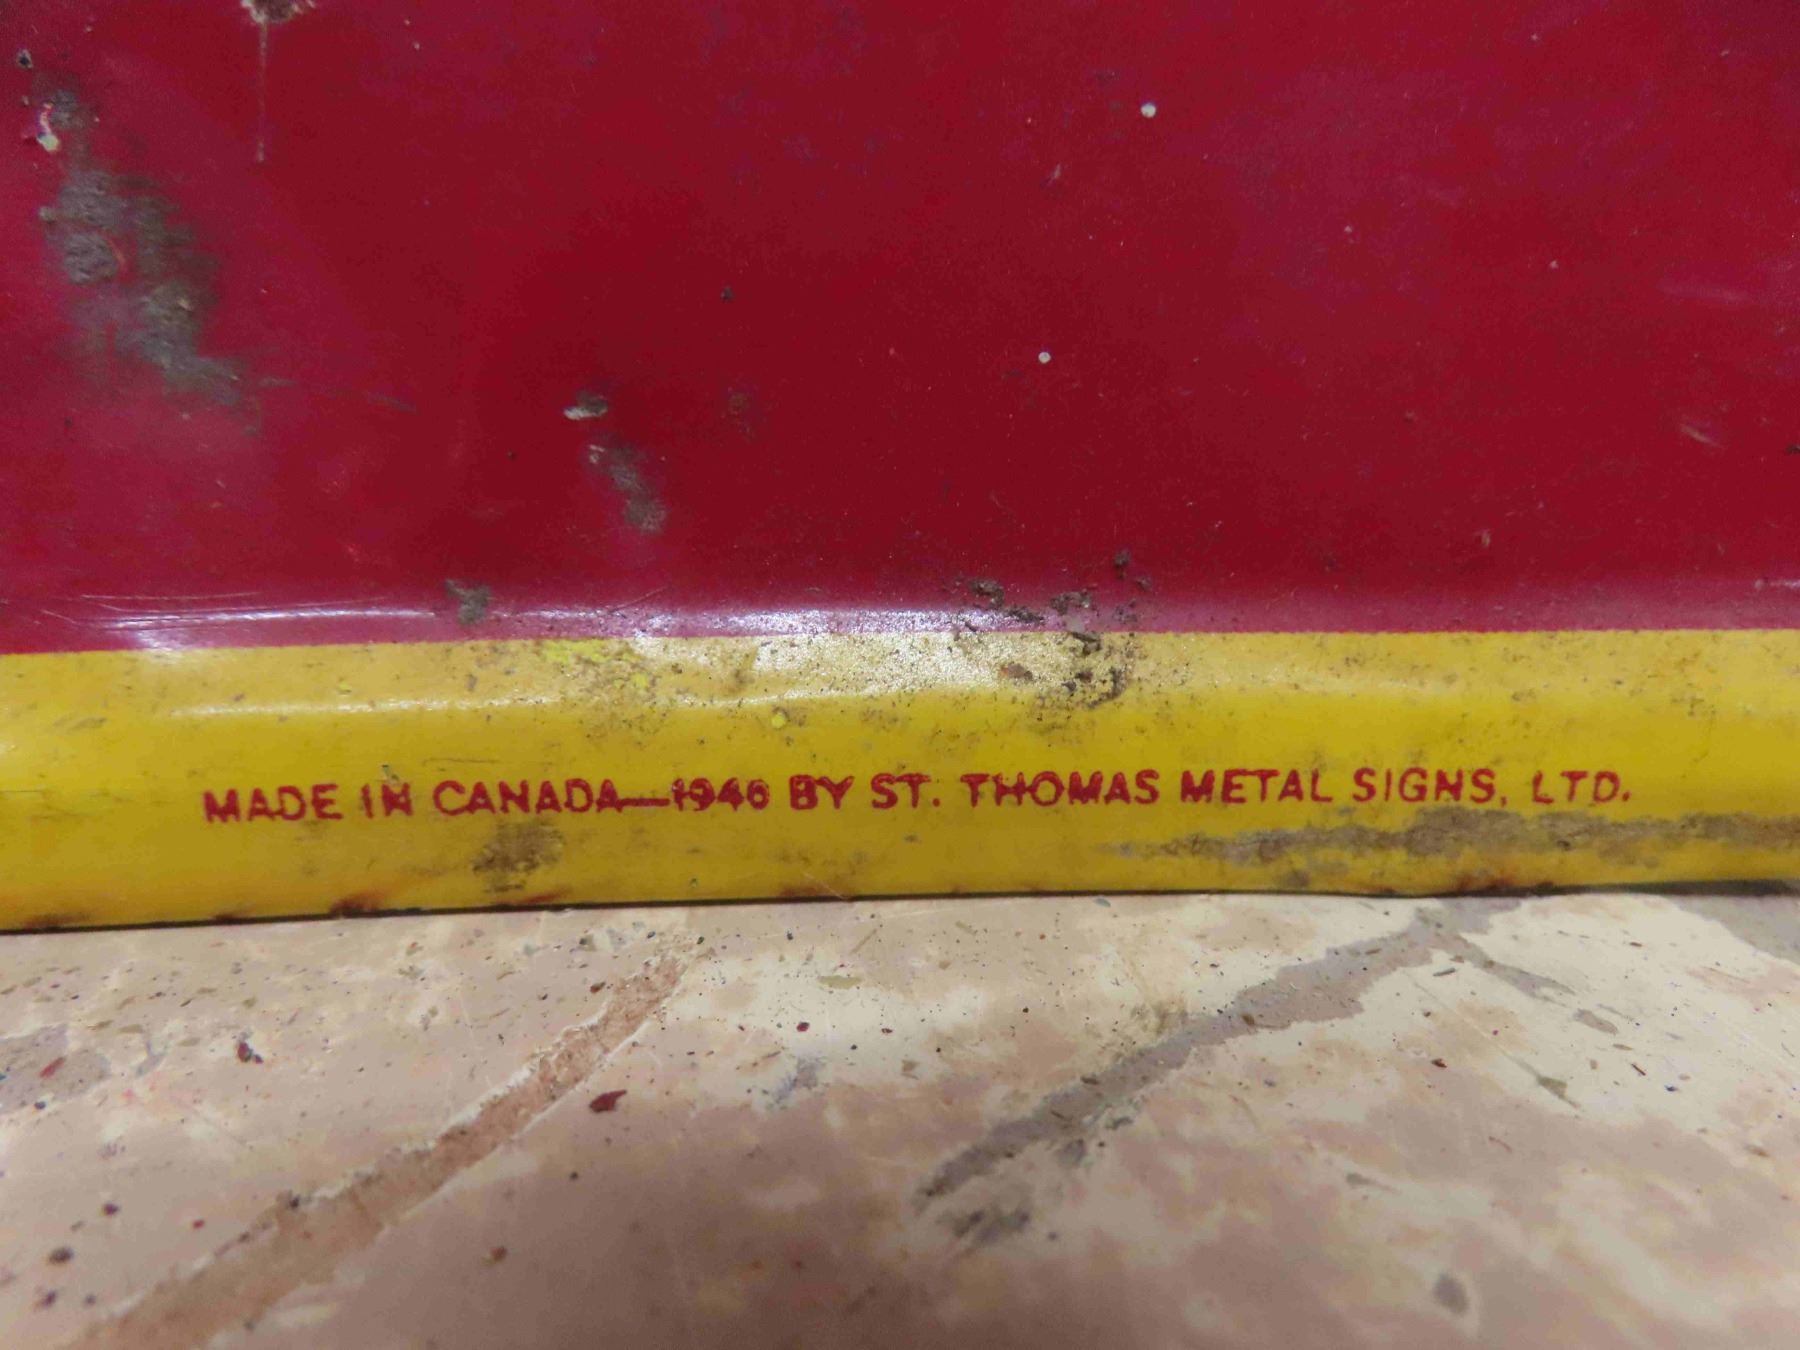 MADE IN CANADA—1946 BY ST. THOMAS METAL SIGNS, LTD.